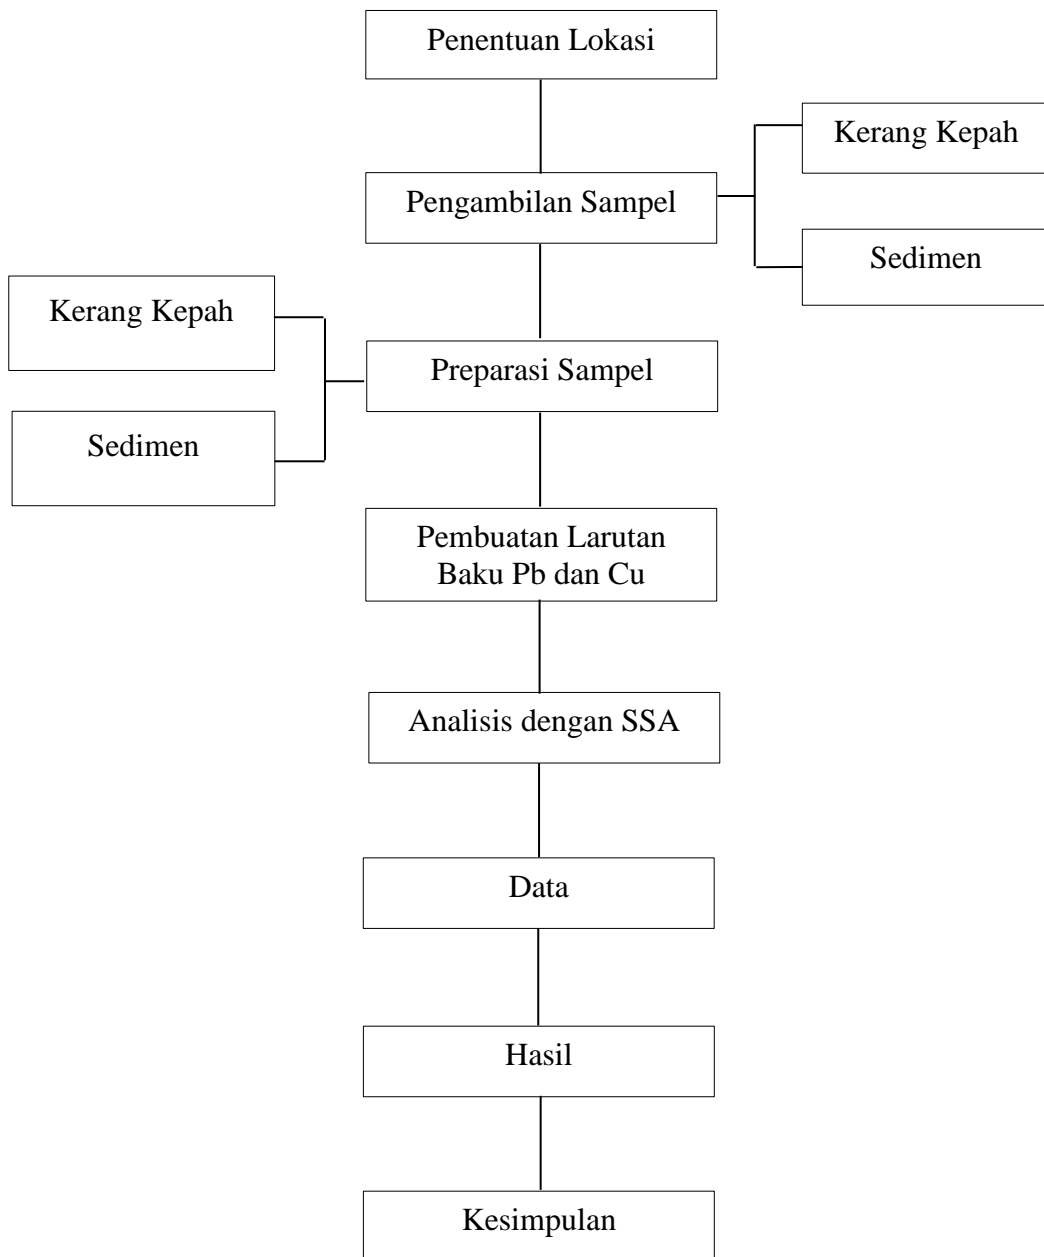 Penentuan Lokasi
Kerang Kepah
Pengambilan Sampel
Sedimen
Kerang Kepah
Preparasi Sampel
Sedimen
Pembuatan Larutan
Baku Pb dan Cu
Analisis dengan SSA
Data
Hasil
Kesimpulan